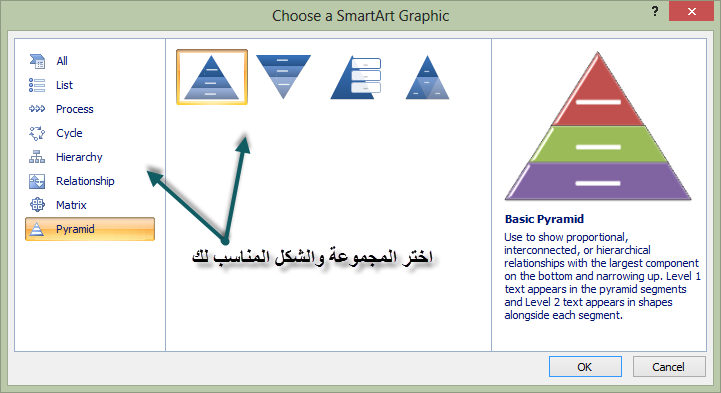 Choose a SmartArt Graphic
?
All
List
Process
Cycle
Hierarchy
Relationship
Matrix
Pyramid
اختر المجموعة والشكل المناسب لك
Basic Pyramid
Use to show proportional,
interconnected, or hierarchical
relationships with the largest component
on the bottom and narrowing up. Level 1
text appears in the pyramid segments
and Level 2 text appears in shapes
alongside each segment.
OK
Cancel